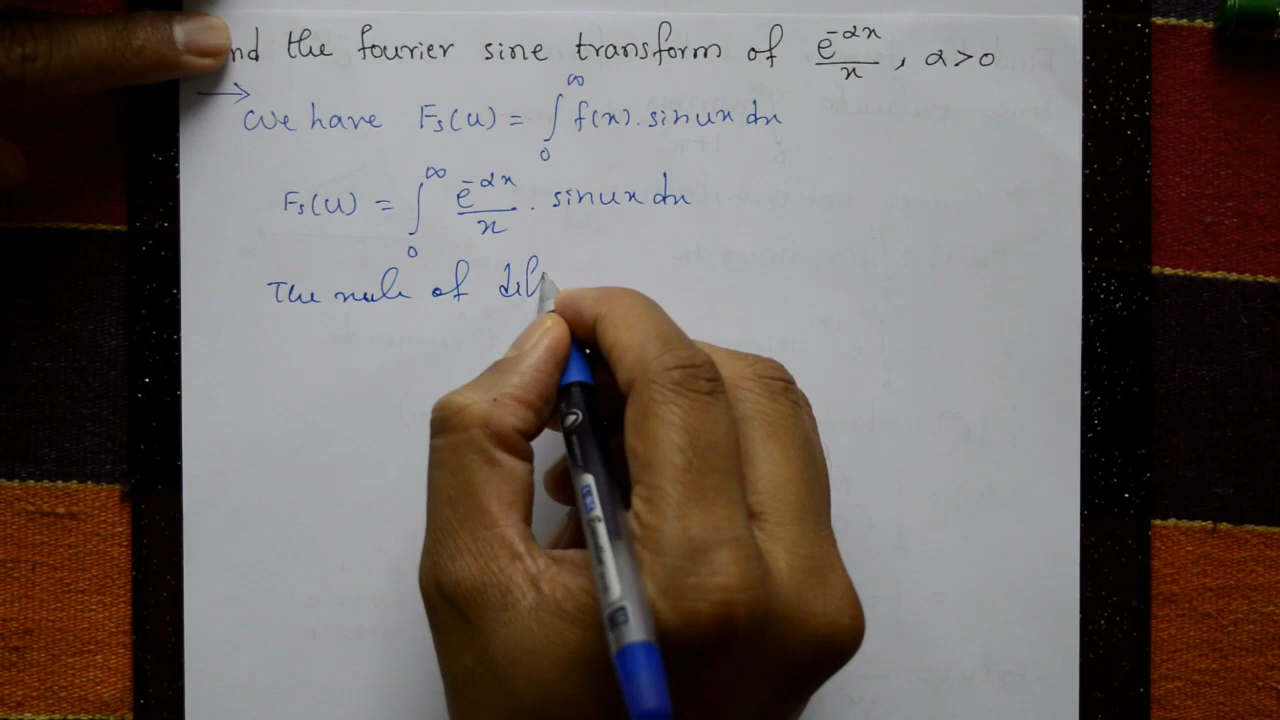 nd the fourier sine transform of e^{-αx}/x , α>0
→ We have Fs(u) = ∫_0^∞ f(x). sinux dx
Fs(u) = ∫_0^∞ e^{-αx}/x . sinux dx
The rule of